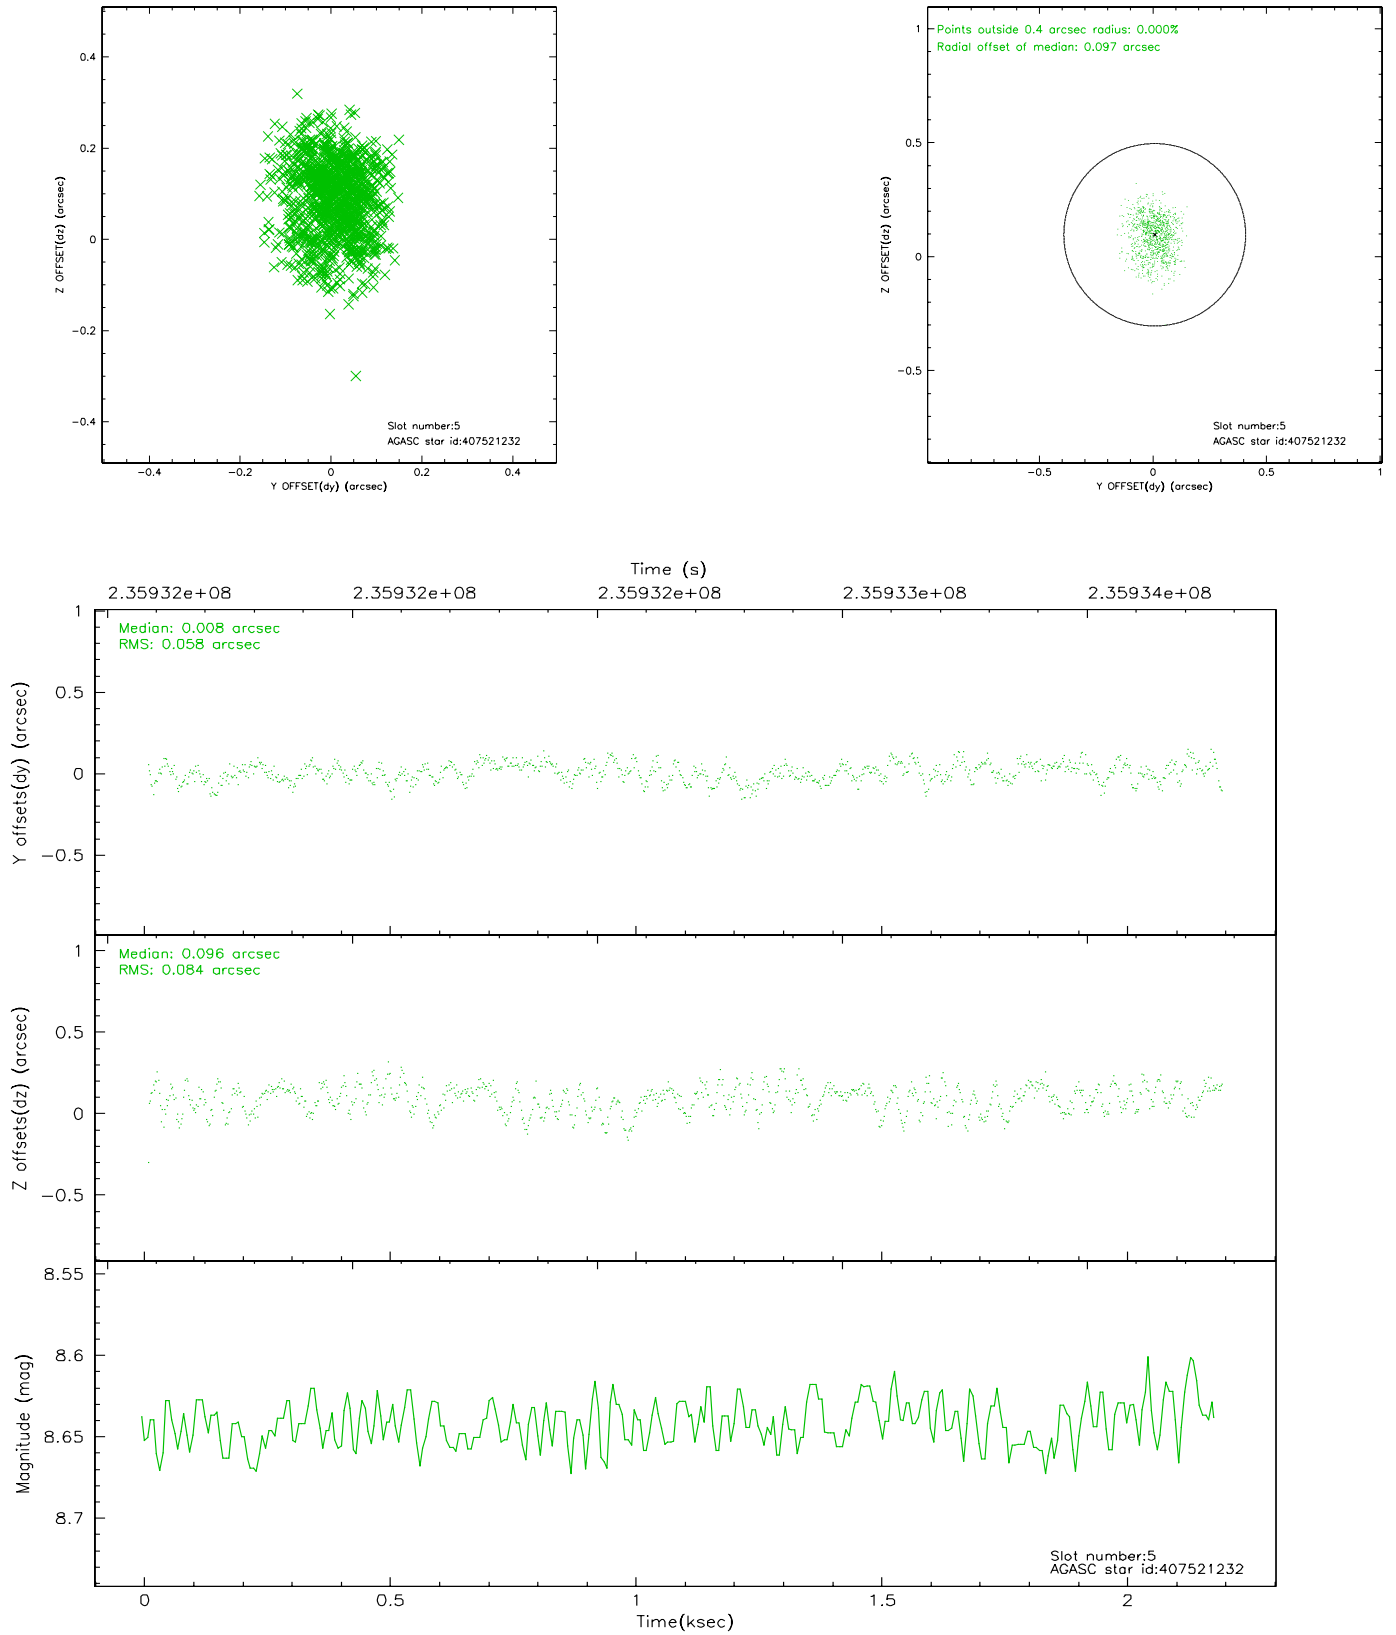 0.4
0.2
0
−0.2
−0.4
Z OFFSET(dz) (arcsec)
Slot number:5
AGASC star id:407521232
−0.4 −0.2 0 0.2 0.4
Y OFFSET(dy) (arcsec)
Points outside 0.4 arcsec radius: 0.000%
Radial offset of median: 0.097 arcsec
1
0.5
0
−0.5
Z OFFSET(dz) (arcsec)
Slot number:5
AGASC star id:407521232
−0.5 0 0.5 1
Y OFFSET(dy) (arcsec)
Time (s)
2.35932e+08 2.35932e+08 2.35932e+08 2.35933e+08 2.35934e+08
Median: 0.008 arcsec
RMS: 0.058 arcsec
1
0.5
0
−0.5
Y offsets(dy) (arcsec)
Median: 0.096 arcsec
RMS: 0.084 arcsec
1
0.5
0
−0.5
Z offsets(dz) (arcsec)
8.55
8.6
8.65
8.7
Magnitude (mag)
Slot number:5
AGASC star id:407521232
0 0.5 1 1.5 2
Time(ksec)